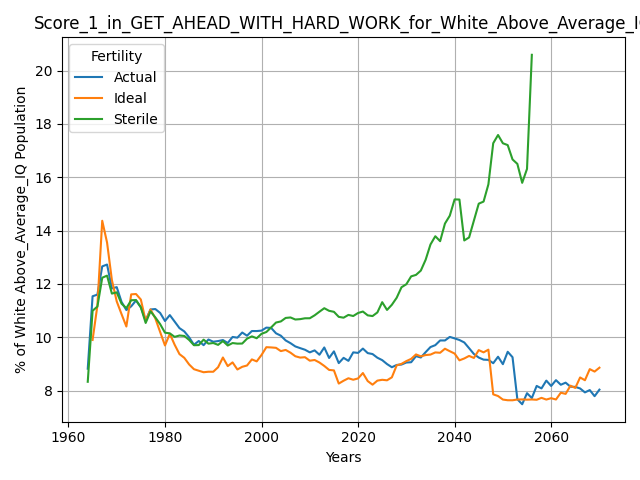 Score_1_in_GET_AHEAD_WITH_HARD_WORK_for_White_Above_Average_I
Fertility
Actual
Ideal
Sterile
% of White Above_Average_IQ Population
20
18
16
14
12
10
8
1960
1980
2000
2020
2040
2060
Years